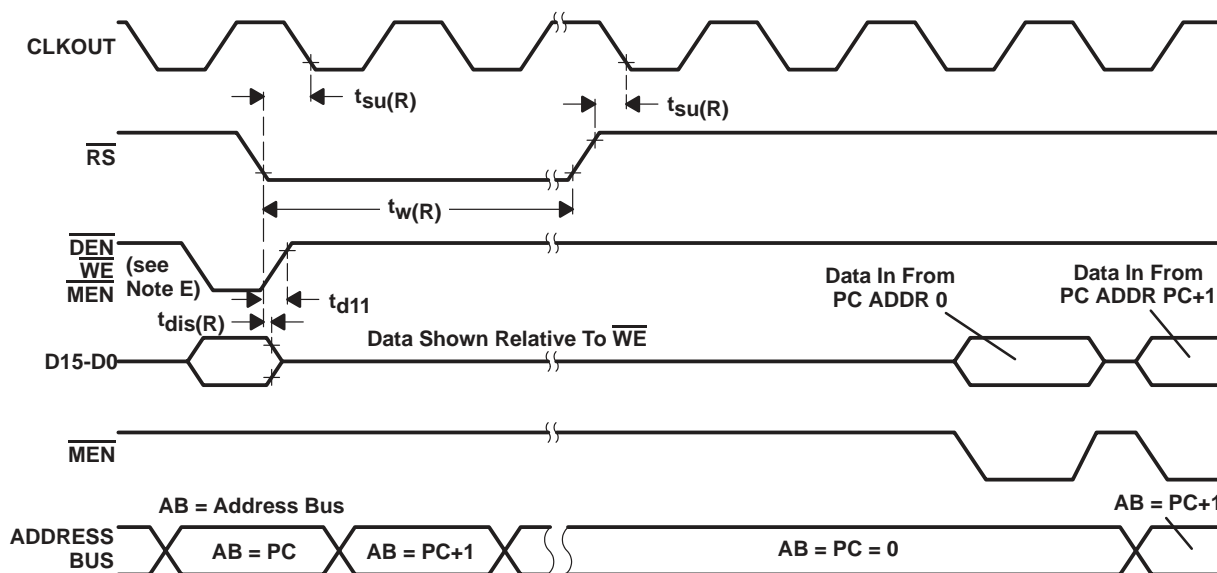 CLKOUT
tsu(R)
tsu(R)
RS
tw(R)
DEN
WE
MEN
(see
Note E)
td11
tdis(R)
Data In From
PC ADDR 0
Data In From
PC ADDR PC+1
D15-D0
Data Shown Relative To WE
MEN
AB = Address Bus
AB = PC+1
ADDRESS
BUS
AB = PC
AB = PC+1
AB = PC = 0